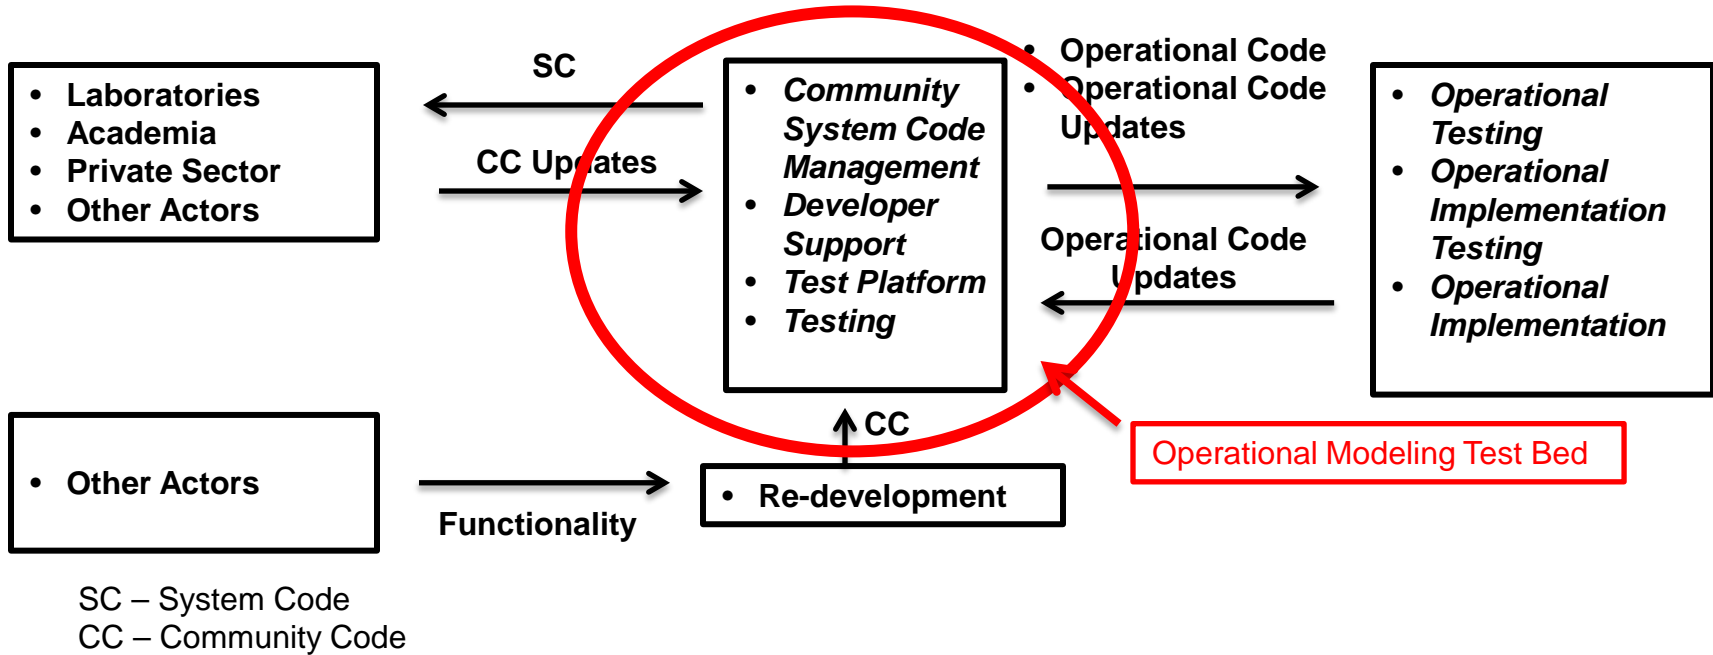 SC
• Laboratories
• Academia
• Private Sector
• Other Actors
CC Updates
• Community
System Code
Management
• Developer
Support
• Test Platform
• Testing
• Operational Code
• Operational Code
Updates
Operational Code
Updates
• Operational
Testing
• Operational
Implementation
Testing
• Operational
Implementation
CC
Operational Modeling Test Bed
• Other Actors
Functionality
• Re-development
SC – System Code
CC – Community Code